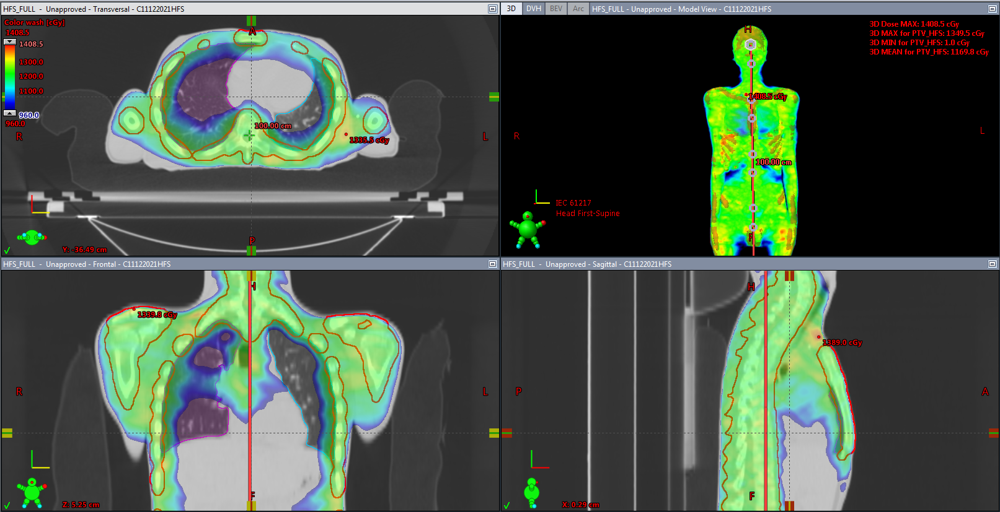 HFS_FULL - Unapproved - Transversal - C11122021HFS
Color wash [cGy]
1408.5
1408.5
1300.0
1200.0
1100.0
960.0
960.0
A
R
L
100.00 cm
1335.5 cGy
P
Y: -36.49 cm
3D DVH BEV Arc HFS_FULL - Unapproved - Model View - C11122021HFS
3D Dose MAX: 1408.5 cGy
3D MAX for PTV_HFS: 1349.5 cGy
3D MIN for PTV_HFS: 1.0 cGy
3D MEAN for PTV_HFS: 1169.8 cGy
H
1408.5 cGy
R
L
100.00 cm
IEC 61217
Head First-Supine
F
HFS_FULL - Unapproved - Frontal - C11122021HFS
H
1339.8 cGy
R
L
F
Z: 5.25 cm
HFS_FULL - Unapproved - Sagittal - C11122021HFS
H
1389.0 cGy
P
A
F
X: 0.29 cm